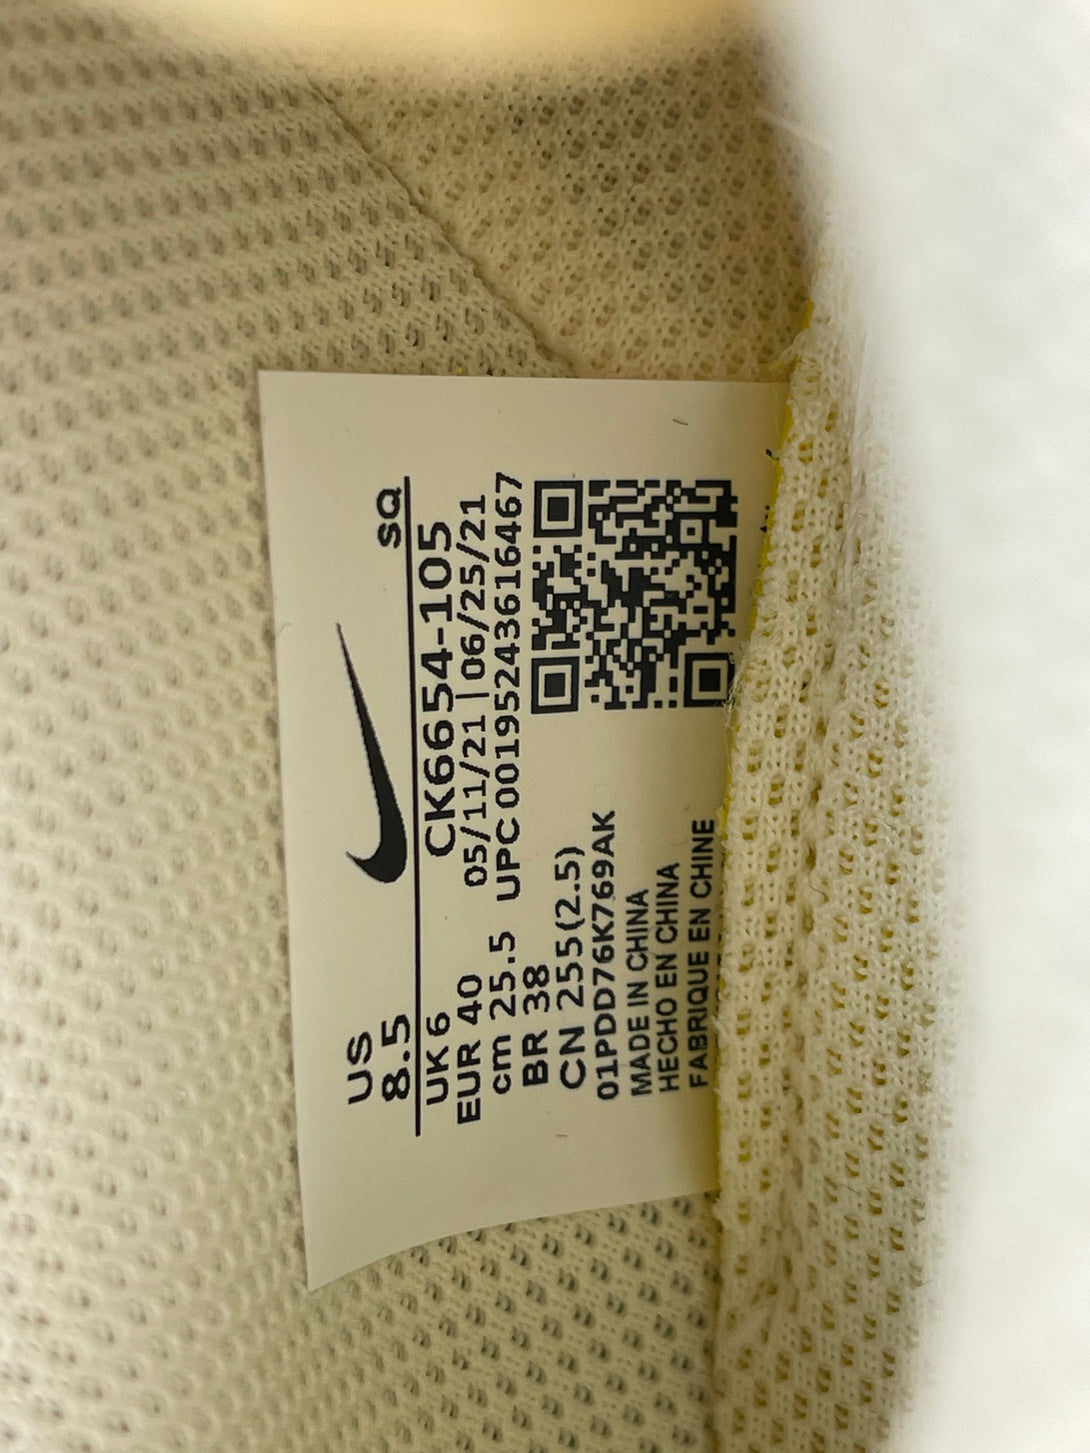 US
8.5
SQ
UK 6
CK6654-105
EUR 40
05/11/21 | 06/25/21
cm 25.5
UPC 00195243616467
BR 38
CN 255(2.5)
01PDD76K769AK
MADE IN CHINA
HECHO EN CHINA
FABRIQUE EN CHINE